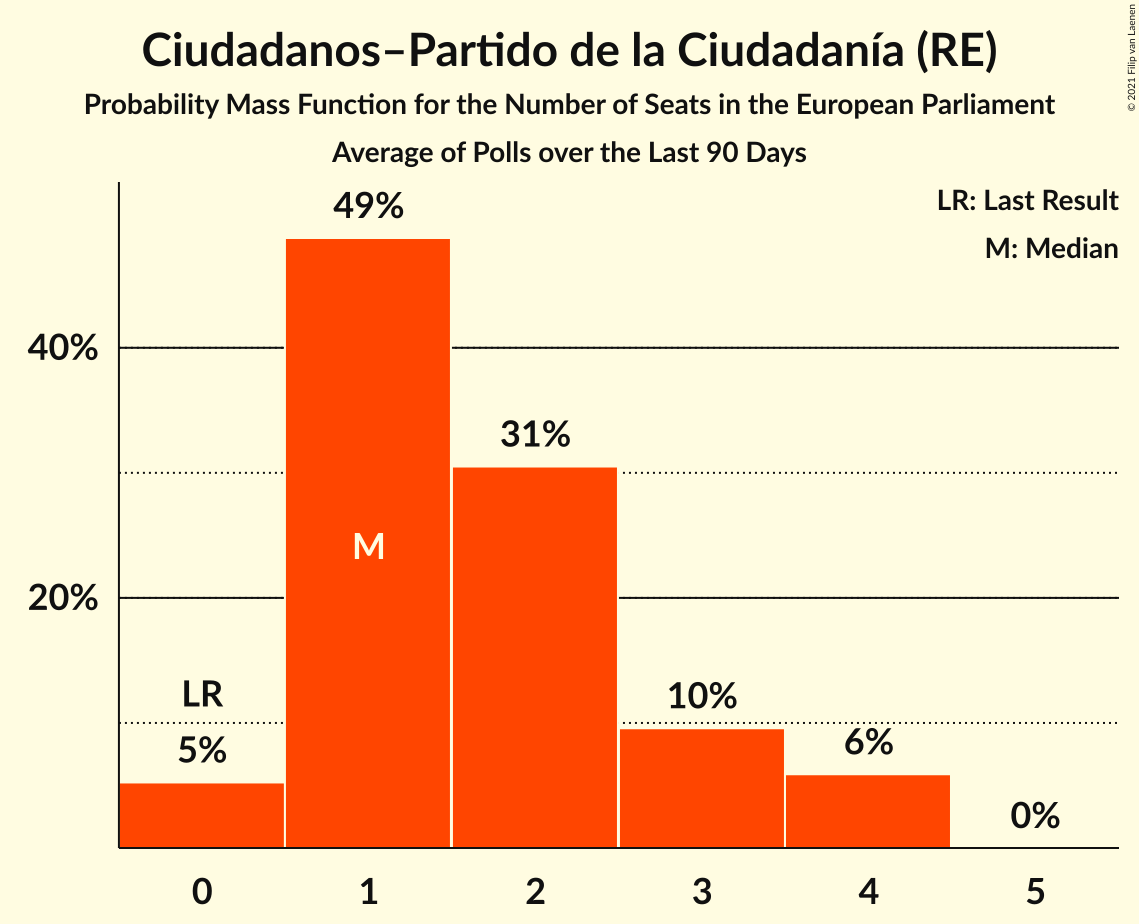 Ciudadanos–Partido de la Ciudadanía (RE)
Probability Mass Function for the Number of Seats in the European Parliament
Average of Polls over the Last 90 Days
© 2021 Filip van Laenen
LR: Last Result
M: Median
49%
40%
31%
M
20%
LR
10%
5%
6%
0%
0 1 2 3 4 5